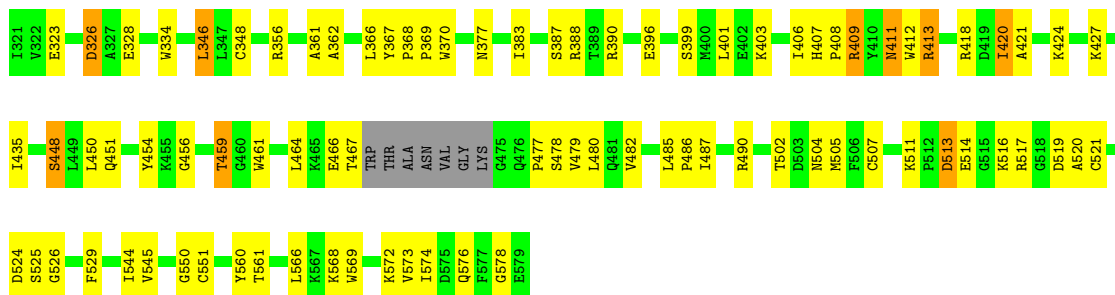 I321 V322 E323 D326 A327 E328 W334 L346 L347 C348 R356 A361 A362 L366 Y367 P368 P369 W370 N377 I383 S387 R388 T389 R390 E396 S399 M400 L401 E402 K403 I406 H407 P408 R409 Y410 N411 W412 R413 R418 D419 I420 A421 K424 K427
I435 S448 L449 L450 Q451 Y454 K455 G456 T459 G460 W461 L464 K465 E466 T467 TRP THR ALA ASN VAL GLY LYS G475 Q476 P477 S478 V479 L480 Q481 V482 L485 P486 I487 R490 T502 D503 N504 M505 F506 C507 K511 P512 D513 E514 G515 K516 R517 G518 D519 A520 C521
D524 S525 G526 F529 I544 V545 G550 C551 Y560 T561 L566 K567 K568 W569 K572 V573 I574 D575 Q576 F577 G578 E579